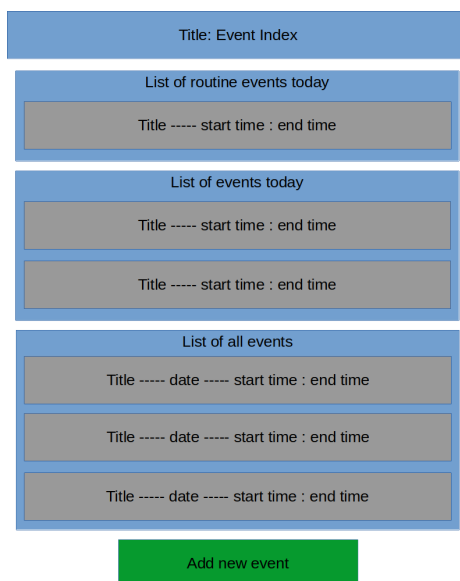 Title: Event Index
List of routine events today
Title ----- start time : end time
List of events today
Title ----- start time : end time
Title ----- start time : end time
List of all events
Title ----- date ----- start time : end time
Title ----- date ----- start time : end time
Title ----- date ----- start time : end time
Add new event